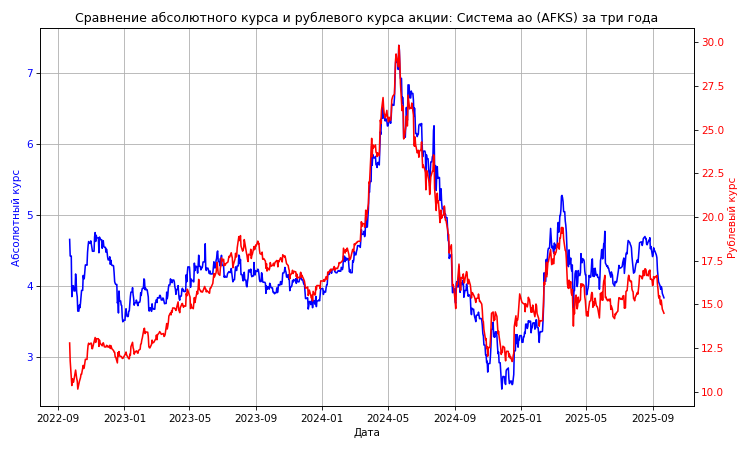 Сравнение абсолютного курса и рублевого курса акции: Система ао (AFKS) за три года
Абсолютный курс
7
6
5
4
3
30.0
27.5
25.0
22.5
20.0
17.5
15.0
12.5
10.0
Рублевый курс
2022-09 2023-01 2023-05 2023-09 2024-01 2024-05 2024-09 2025-01 2025-05 2025-09
Дата